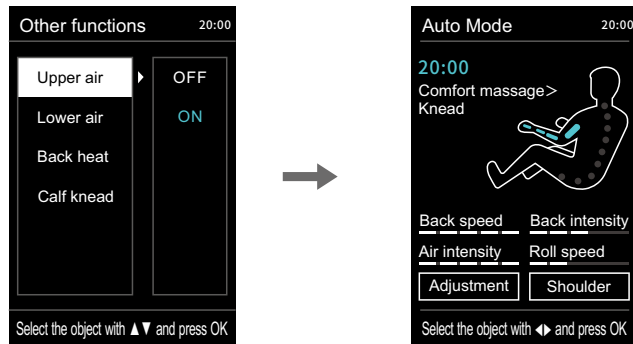 Other functions 20:00
Upper air OFF
Lower air ON
Back heat
Calf knead
Select the object with ▲▼ and press OK
Auto Mode 20:00
20:00
Comfort massage>
Knead
Back speed Back intensity
Air intensity Roll speed
Adjustment Shoulder
Select the object with ◀▶ and press OK